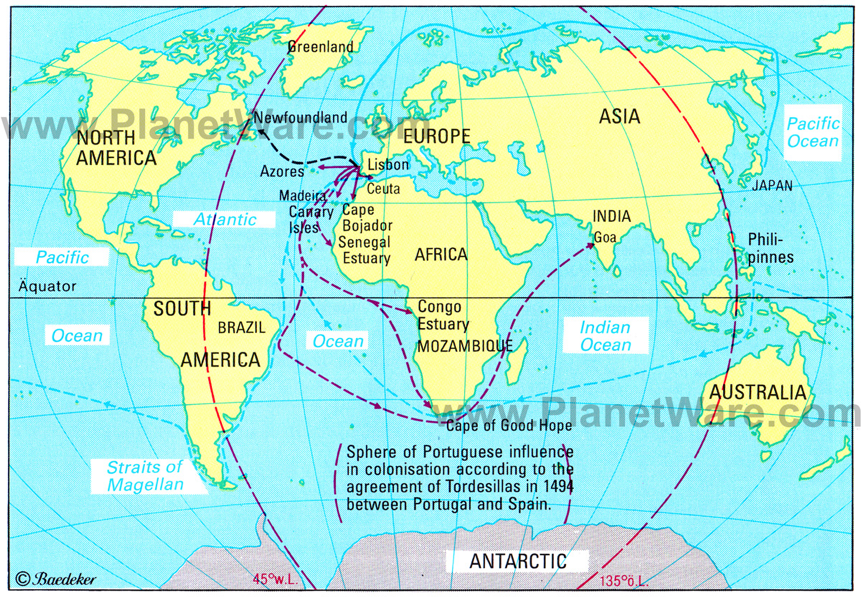 Greenland
www.PlanetWare.com
Newfoundland
NORTH
AMERICA
EUROPE
ASIA
Pacific
Ocean
Azores
Lisbon
Ceuta
JAPAN
Madeira
Canary
Isles
Cape
Bojador
Senegal
Estuary
Atlantic
INDIA
Goa
Phili-
pinnes
AFRICA
Pacific
Äquator
SOUTH
AMERICA
BRAZIL
Congo
Estuary
MOZAMBIQUE
Ocean
Ocean
Indian
Ocean
AUSTRALIA
www.PlanetWare.com
Cape of Good Hope
Straits of
Magellan
Sphere of Portuguese influence
in colonisation according to the
agreement of Tordesillas in 1494
between Portugal and Spain.
ANTARCTIC
© Baedeker
45°w.L.
135°ö.L.